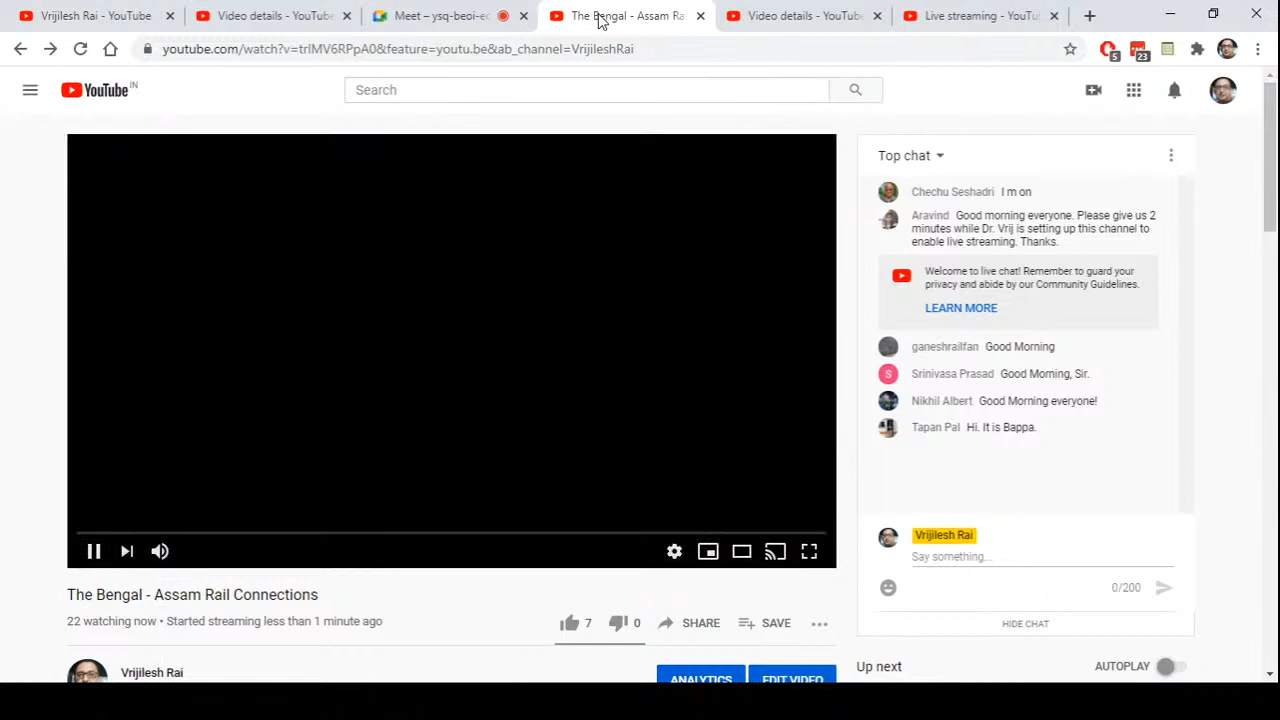 Vrijilesh Rai - YouTube
Video details - YouTube
Meet – ysq-beoi-ec
The Bengal - Assam Ra
Video details - YouTube
Live streaming - YouTu
youtube.com/watch?v=trlMV6RPpA0&feature=youtu.be&ab_channel=VrijileshRai
5
23
YouTube IN
Search
Top chat
Chechu Seshadri I m on
Aravind Good morning everyone. Please give us 2
minutes while Dr. Vrij is setting up this channel to
enable live streaming. Thanks.
Welcome to live chat! Remember to guard your
privacy and abide by our Community Guidelines.
LEARN MORE
ganeshrailfan Good Morning
S Srinivasa Prasad Good Morning, Sir.
Nikhil Albert Good Morning everyone!
Tapan Pal Hi. It is Bappa.
Vrijilesh Rai
Say something...
0/200
HIDE CHAT
The Bengal - Assam Rail Connections
22 watching now • Started streaming less than 1 minute ago
7
0
SHARE
SAVE
Vrijilesh Rai
ANALYTICS
EDIT VIDEO
Up next
AUTOPLAY